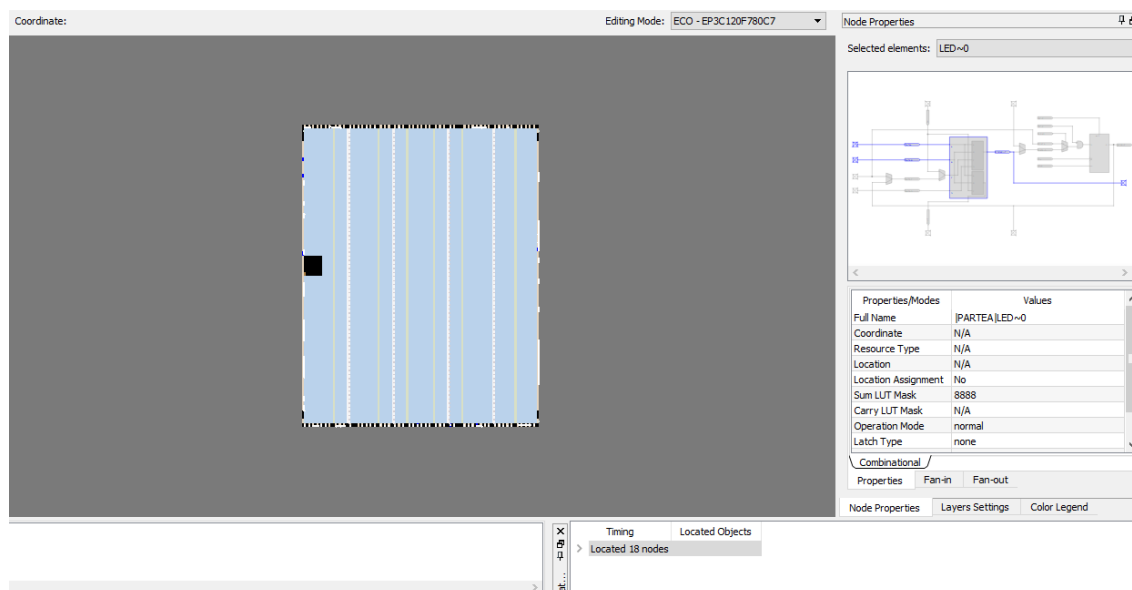 Coordinate: Editing Mode: ECO - EP3C120F780C7
Node Properties
Selected elements: LED~0
Properties/Modes Values
Full Name |PARTEA|LED~0
Coordinate N/A
Resource Type N/A
Location N/A
Location Assignment No
Sum LUT Mask 8888
Carry LUT Mask N/A
Operation Mode normal
Latch Type none
Combinational
Properties Fan-in Fan-out
Node Properties Layers Settings Color Legend
Timing Located Objects
Located 18 nodes